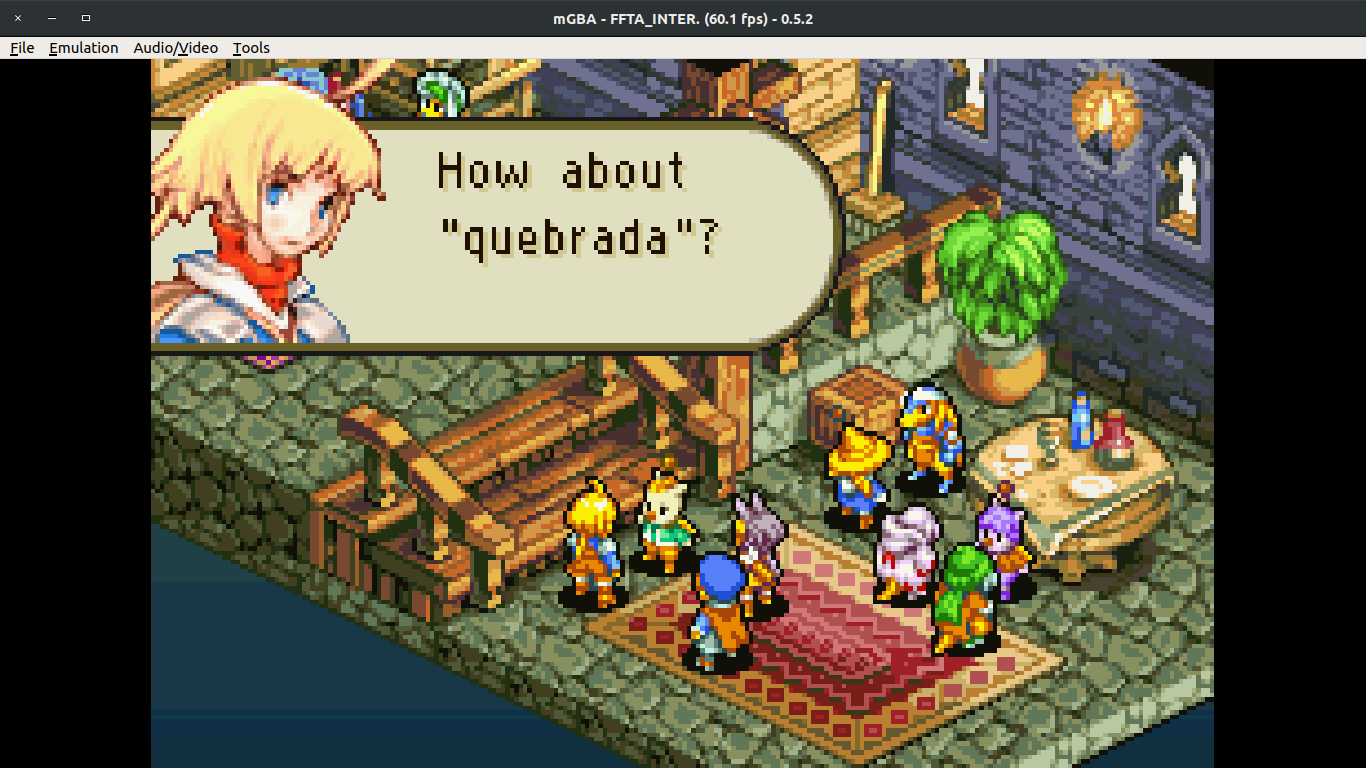 mGBA - FFTA_INTER. (60.1 fps) - 0.5.2
File Emulation Audio/Video Tools
How about
"quebrada"?